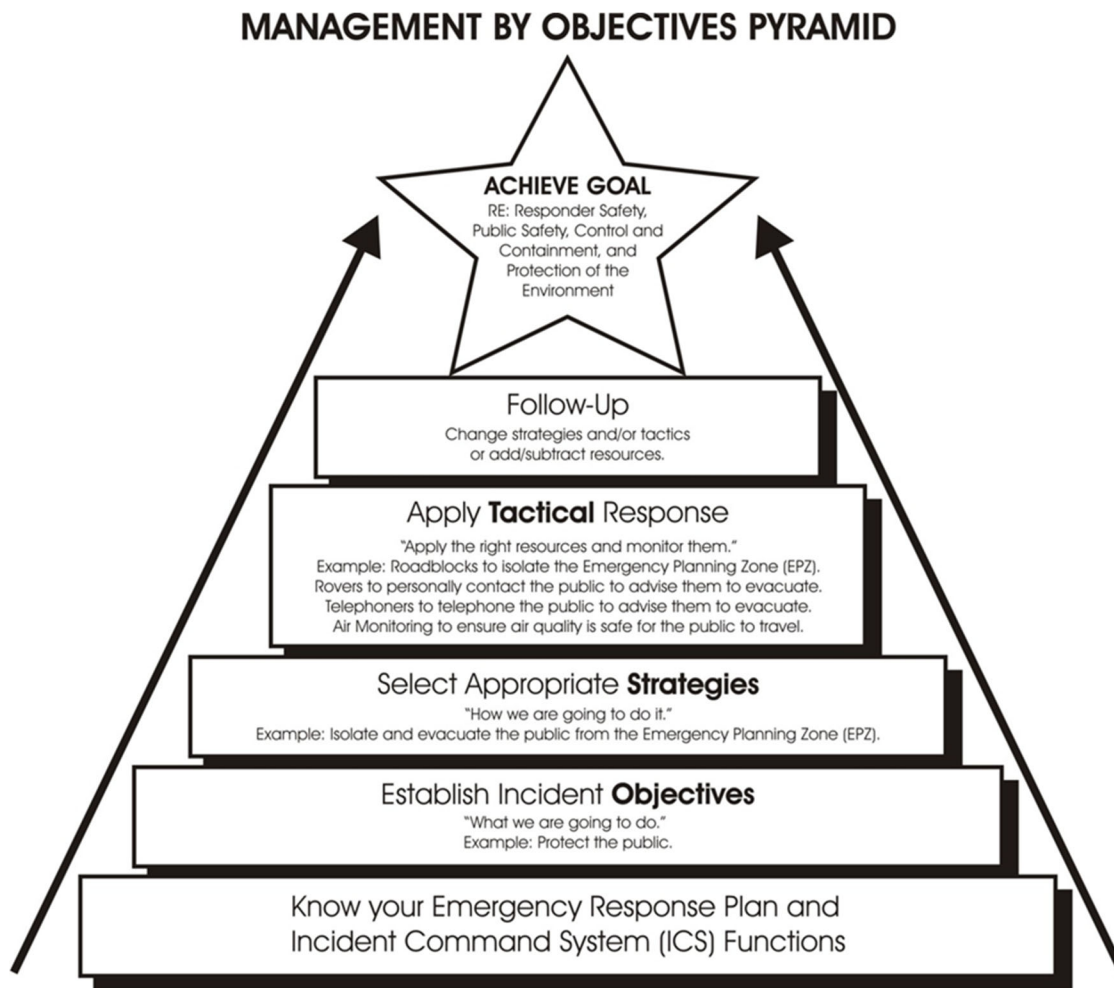 MANAGEMENT BY OBJECTIVES PYRAMID
ACHIEVE GOAL
RE: Responder Safety,
Public Safety, Control and
Containment, and
Protection of the
Environment
Follow-Up
Change strategies and/or tactics
or add/subtract resources.
Apply Tactical Response
"Apply the right resources and monitor them."
Example: Roadblocks to isolate the Emergency Planning Zone (EPZ).
Rovers to personally contact the public to advise them to evacuate.
Telephoners to telephone the public to advise them to evacuate.
Air Monitoring to ensure air quality is safe for the public to travel.
Select Appropriate Strategies
"How we are going to do it."
Example: Isolate and evacuate the public from the Emergency Planning Zone (EPZ).
Establish Incident Objectives
"What we are going to do."
Example: Protect the public.
Know your Emergency Response Plan and
Incident Command System (ICS) Functions